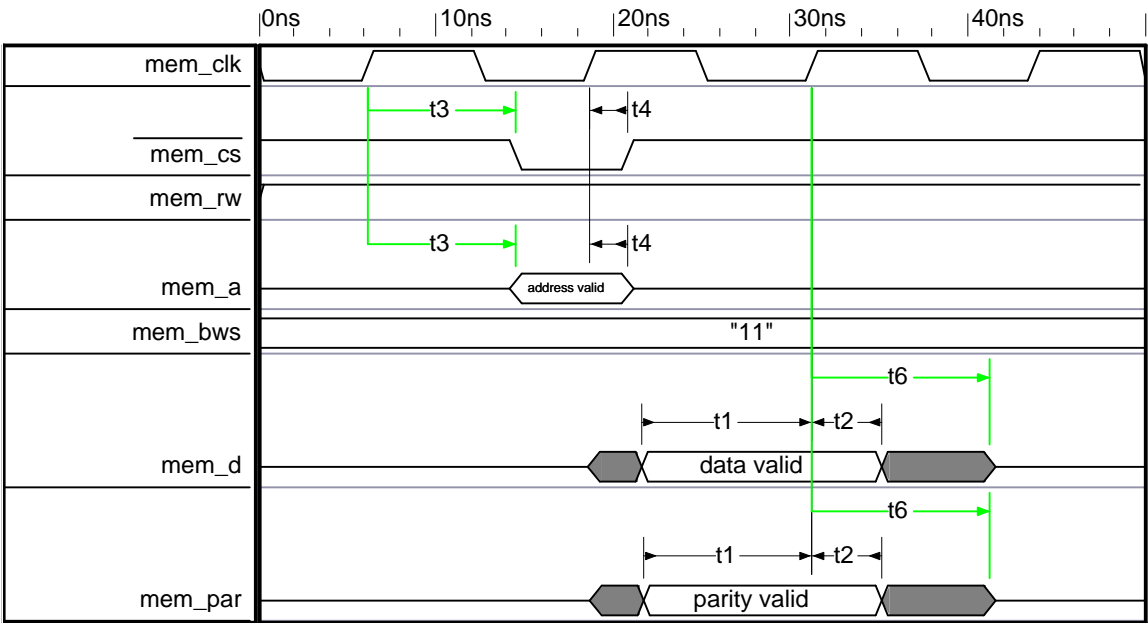 0ns 10ns 20ns 30ns 40ns
mem_clk
t3 t4
mem_cs
mem_rw
t3 t4
mem_a address valid
mem_bws "11"
t6
t1 t2
mem_d data valid
t6
t1 t2
mem_par parity valid